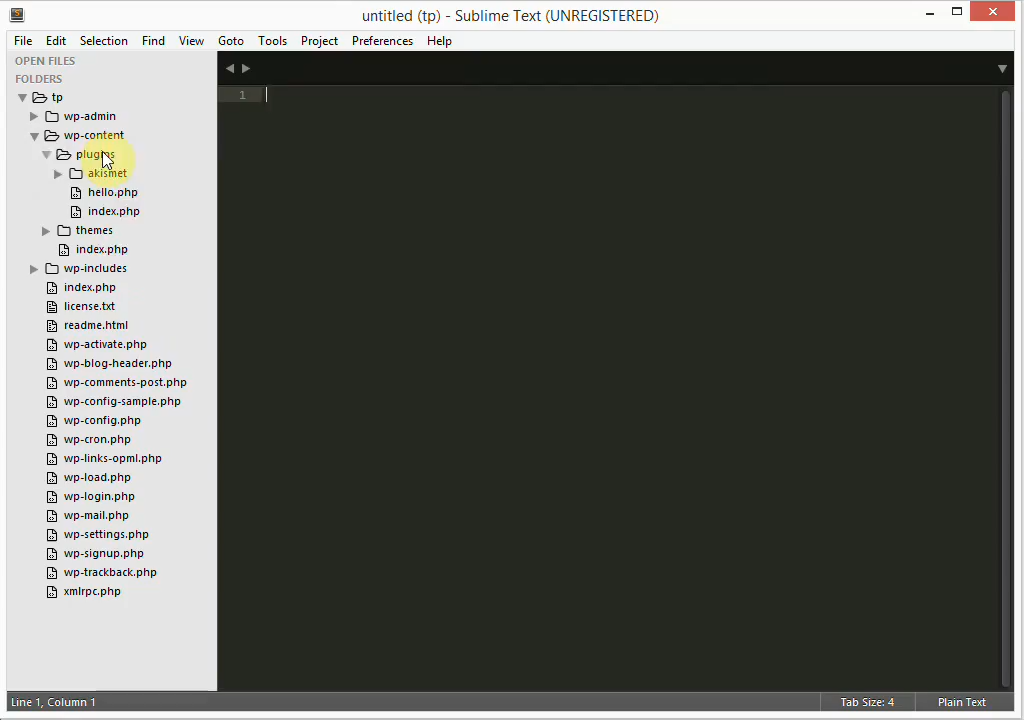 untitled (tp) - Sublime Text (UNREGISTERED)
File Edit Selection Find View Goto Tools Project Preferences Help
OPEN FILES
FOLDERS
tp
wp-admin
wp-content
plugins
akismet
hello.php
index.php
themes
index.php
wp-includes
index.php
license.txt
readme.html
wp-activate.php
wp-blog-header.php
wp-comments-post.php
wp-config-sample.php
wp-config.php
wp-cron.php
wp-links-opml.php
wp-load.php
wp-login.php
wp-mail.php
wp-settings.php
wp-signup.php
wp-trackback.php
xmlrpc.php
1
Line 1, Column 1 Tab Size: 4 Plain Text